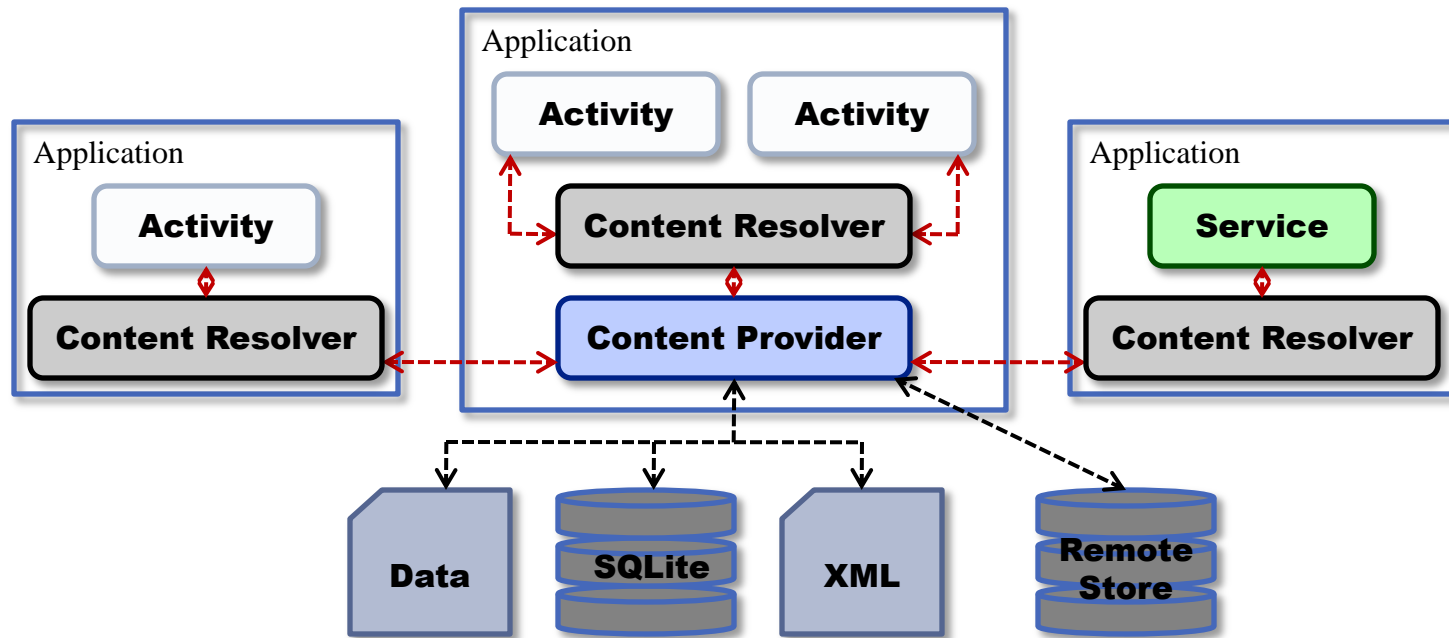 Application
Activity Activity
Application
Application
Activity
Content Resolver
Service
Content Resolver
Content Provider
Content Resolver
Data
SQLite
XML
Remote
Store